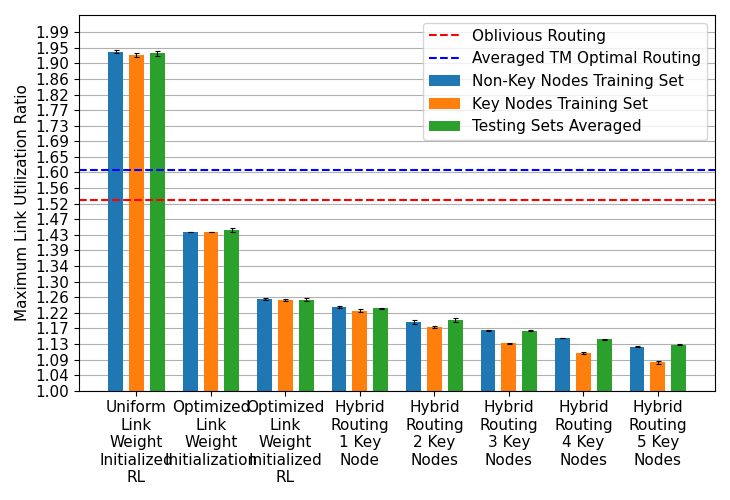 Maximum Link Utilization Ratio
1.99
1.95
1.90
1.86
1.82
1.77
1.73
1.69
1.65
1.60
1.56
1.52
1.47
1.43
1.39
1.34
1.30
1.26
1.22
1.17
1.13
1.09
1.04
1.00
Oblivious Routing
Averaged TM Optimal Routing
Non-Key Nodes Training Set
Key Nodes Training Set
Testing Sets Averaged
Uniform
Link
Weight
Initialized
RL
Optimized
Link
Weight
Initialization
Optimized
Link
Weight
Initialized
RL
Hybrid
Routing
1 Key
Node
Hybrid
Routing
2 Key
Nodes
Hybrid
Routing
3 Key
Nodes
Hybrid
Routing
4 Key
Nodes
Hybrid
Routing
5 Key
Nodes